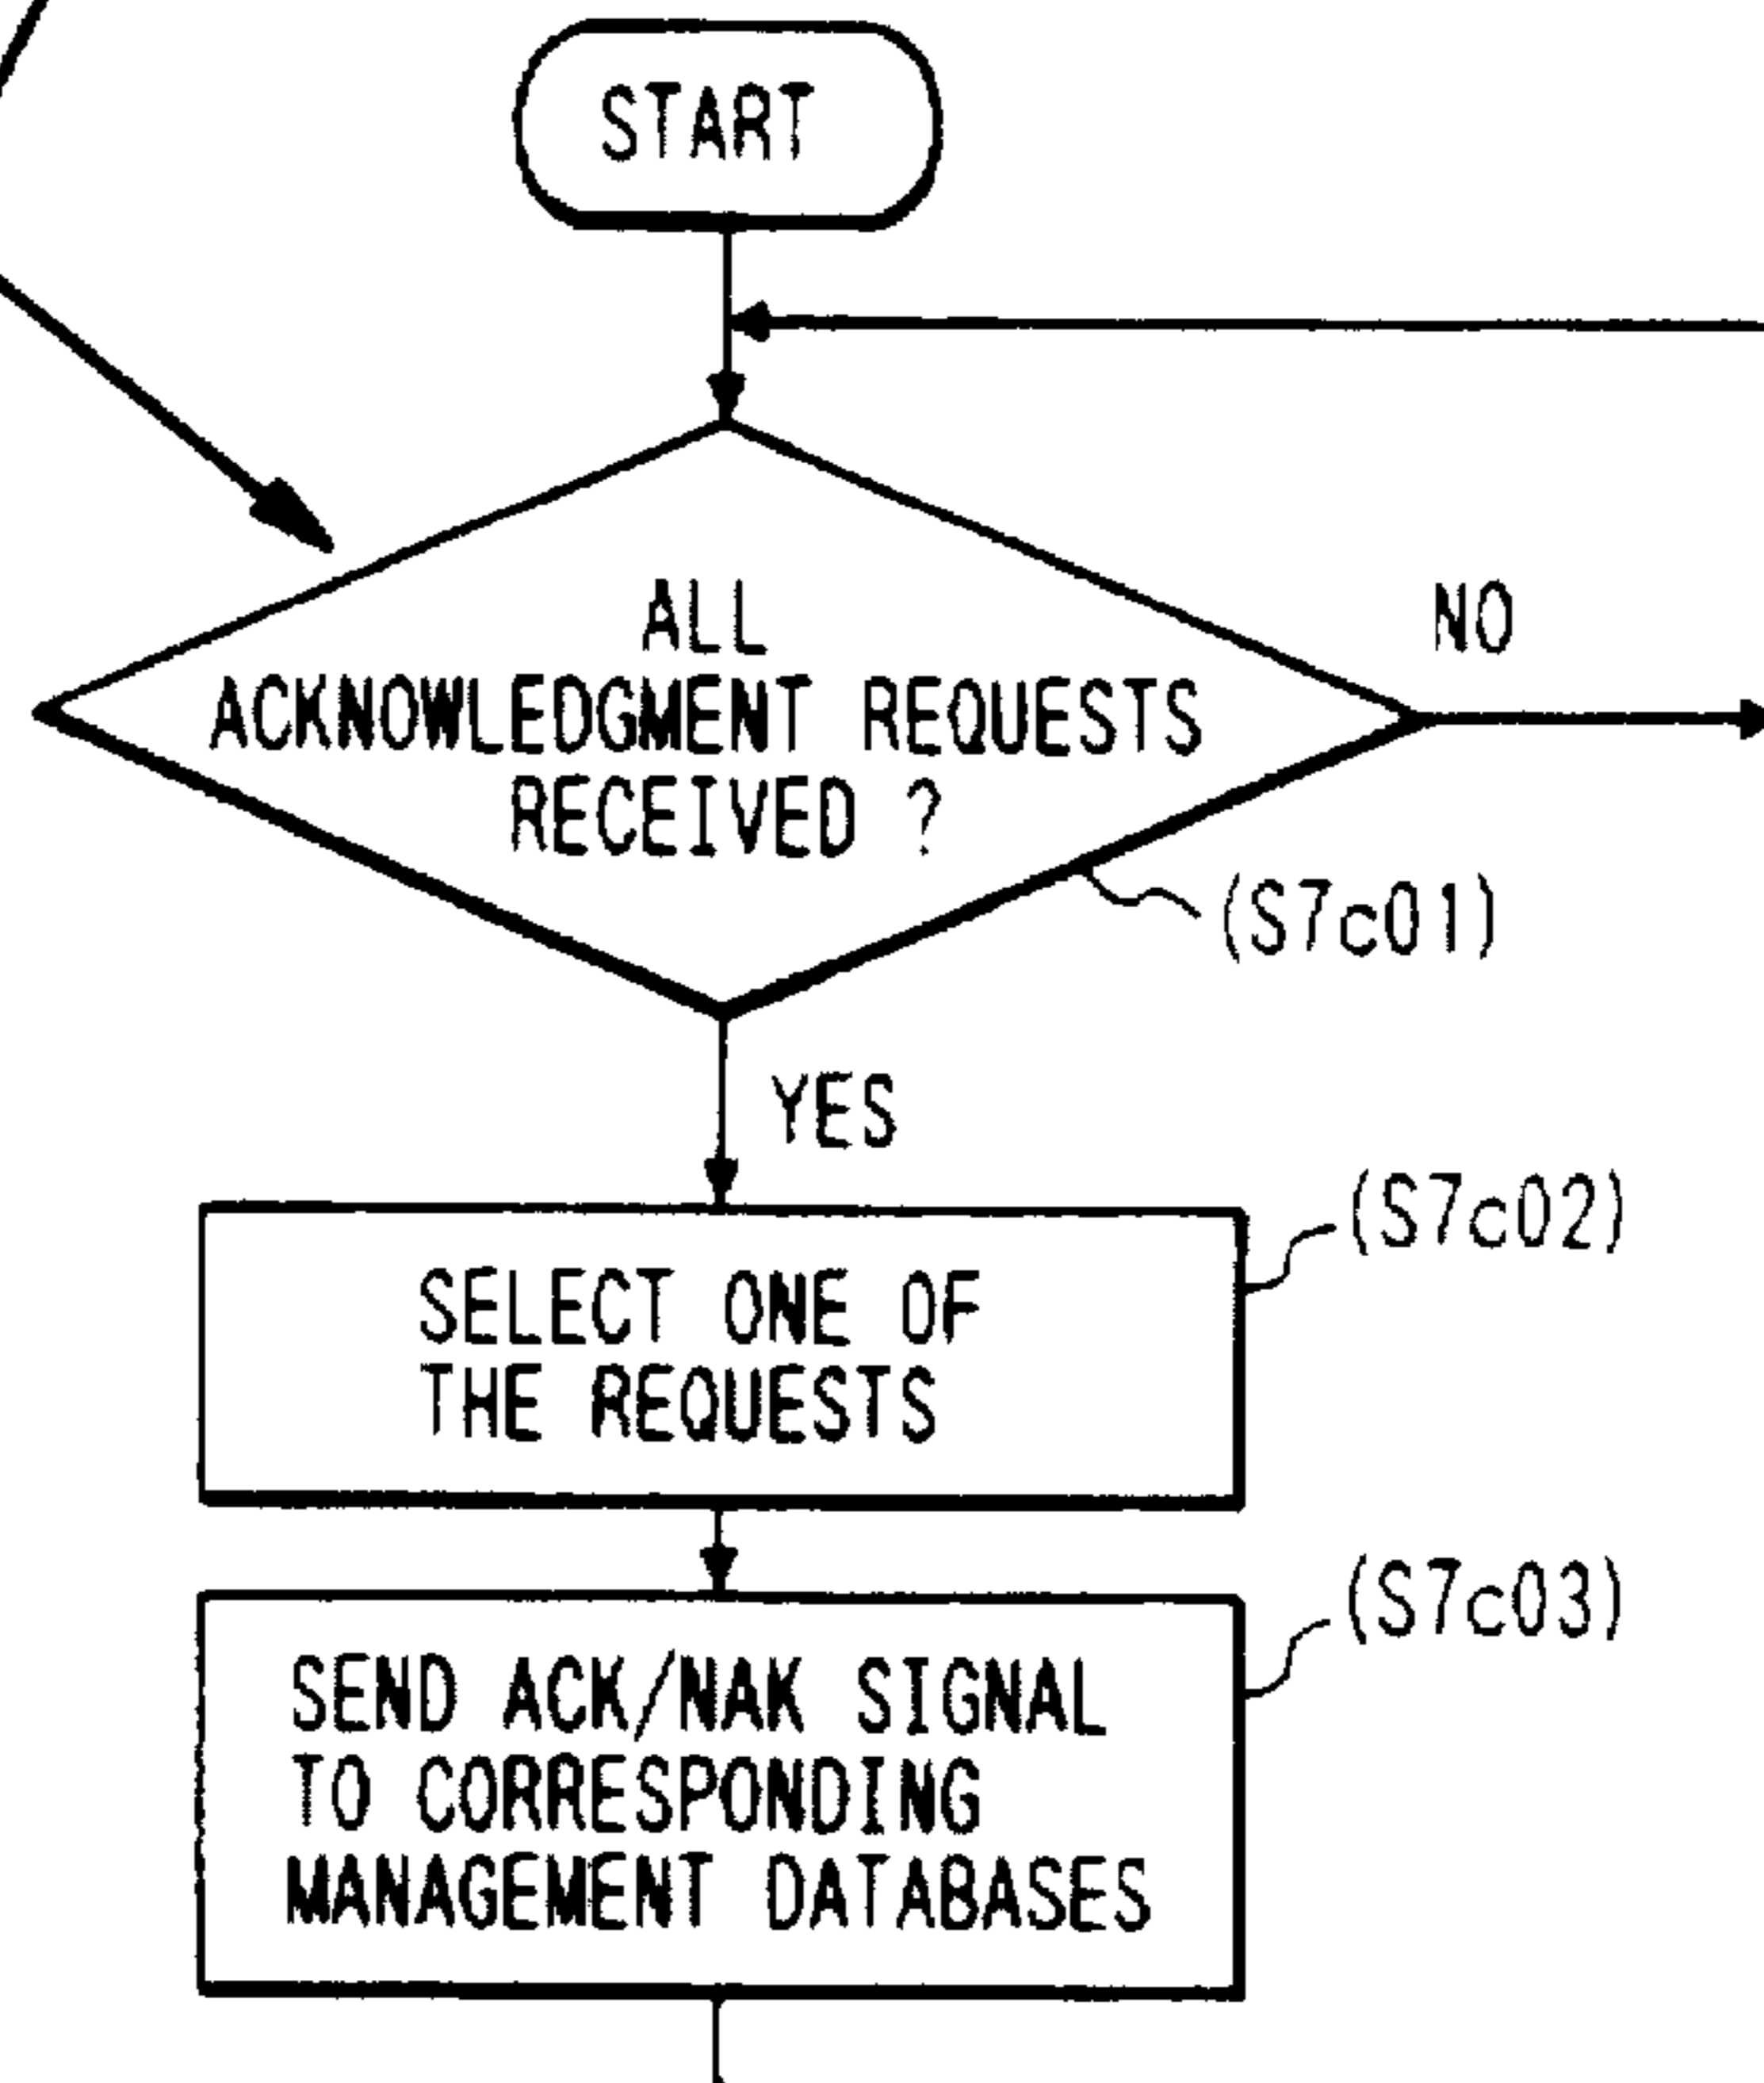 START
ALL
ACKNOWLEDGMENT REQUESTS
RECEIVED ?
NO
(S7c01)
YES
(S7c02)
SELECT ONE OF
THE REQUESTS
(S7c03)
SEND ACK/NAK SIGNAL
TO CORRESPONDING
MANAGEMENT DATABASES